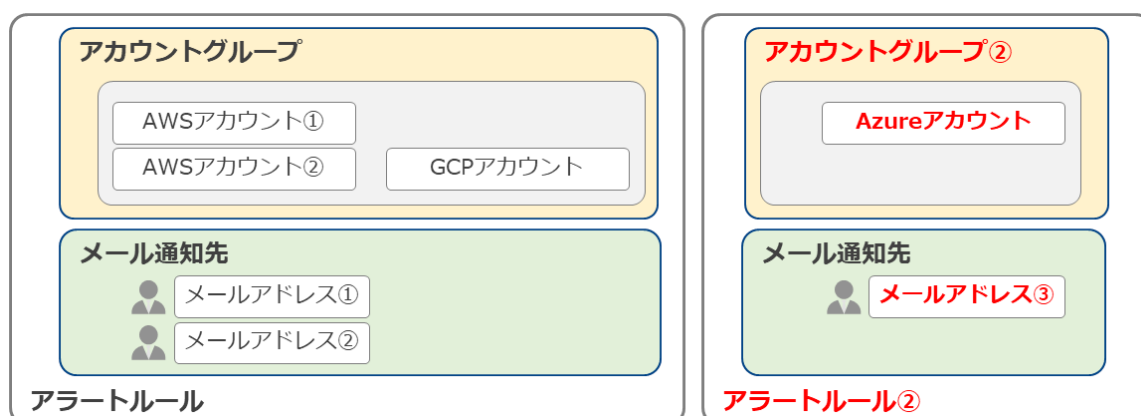 アカウントグループ
AWSアカウント①
AWSアカウント②
GCPアカウント
メール通知先
メールアドレス①
メールアドレス②
アラートルール
アカウントグループ②
Azureアカウント
メール通知先
メールアドレス③
アラートルール②